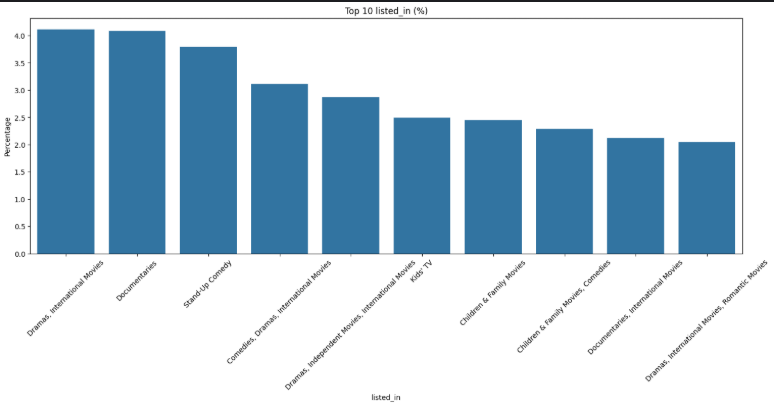 Top 10 listed_in (%)
Percentage
4.0
3.5
3.0
2.5
2.0
1.5
1.0
0.5
0.0
Dramas, International Movies
Documentaries
Stand-Up Comedy
Comedies, Dramas, International Movies
Dramas, Independent Movies, International Movies
Kids' TV
Children & Family Movies
Children & Family Movies, Comedies
Documentaries, International Movies
Dramas, International Movies, Romantic Movies
listed_in